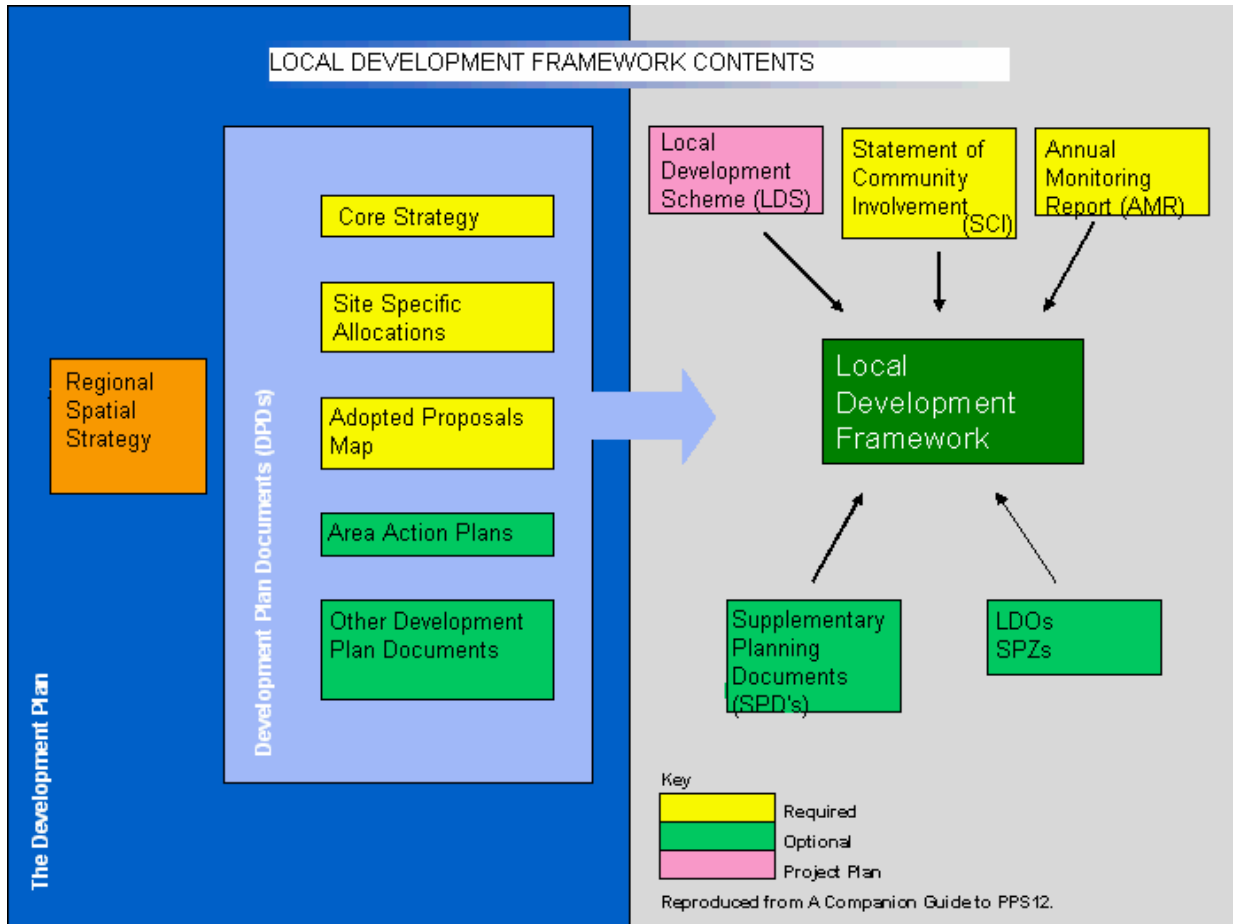 LOCAL DEVELOPMENT FRAMEWORK CONTENTS
The Development Plan
Regional
Spatial
Strategy
Development Plan Documents (DPDs)
Core Strategy
Site Specific
Allocations
Adopted Proposals
Map
Area Action Plans
Other Development
Plan Documents
Local
Development
Scheme (LDS)
Statement of
Community
Involvement
(SCI)
Annual
Monitoring
Report (AMR)
Local
Development
Framework
Supplementary
Planning
Documents
(SPD's)
LDOs
SPZs
Key
Required
Optional
Project Plan
Reproduced from A Companion Guide to PPS12.